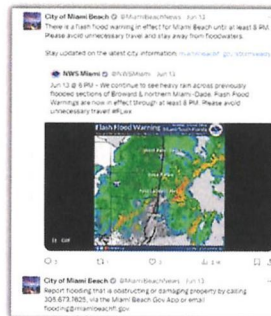 City of Miami Beach @MiamiBeachNews · Jun 13
There is a flash flood warning in effect for Miami Beach until at least 8 PM.
Please avoid unnecessary travel and stay away from floodwaters.
Stay updated on the latest city information:
NWS Miami @NWSMiami · Jun 13
Jun 13 @ 6 PM - We continue to see heavy rain across previously
flooded sections of Broward & northern Miami-Dade. Flash Flood
Warnings are now in effect through at least 8 PM. Please avoid
unnecessary travel! #FLwx
Flash Flood Warning
GIF
City of Miami Beach @MiamiBeachNews · Jun 13
Report flooding that is obstructing or damaging property by calling
305.673.7625, via the Miami Beach Gov App or email
flooding@miamibeachfl.gov